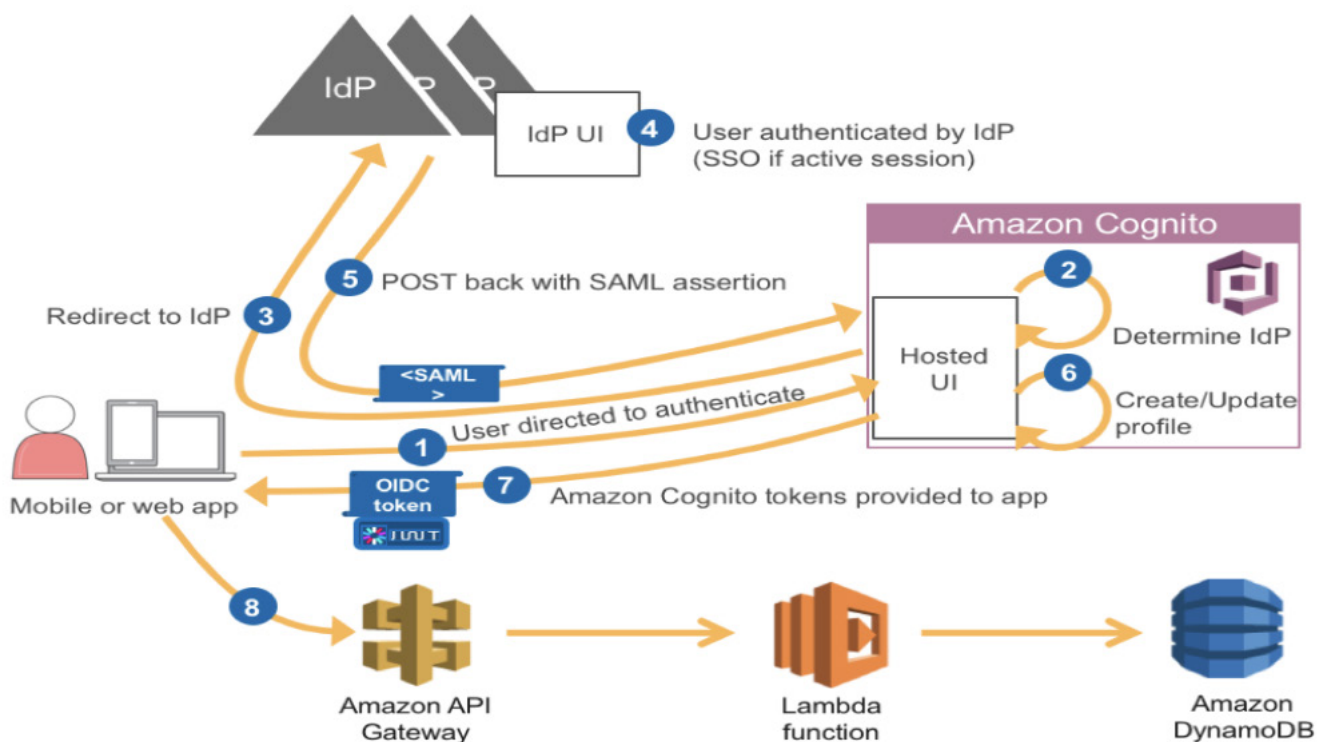 IdP
P
P
IdP UI
4
User authenticated by IdP
(SSO if active session)
Amazon Cognito
2
Determine IdP
5
POST back with SAML assertion
Redirect to IdP
3
Hosted
UI
<SAML
>
6
Create/Update
profile
1
User directed to authenticate
Mobile or web app
OIDC
token
JWT
7
Amazon Cognito tokens provided to app
8
Amazon API
Gateway
Lambda
function
Amazon
DynamoDB